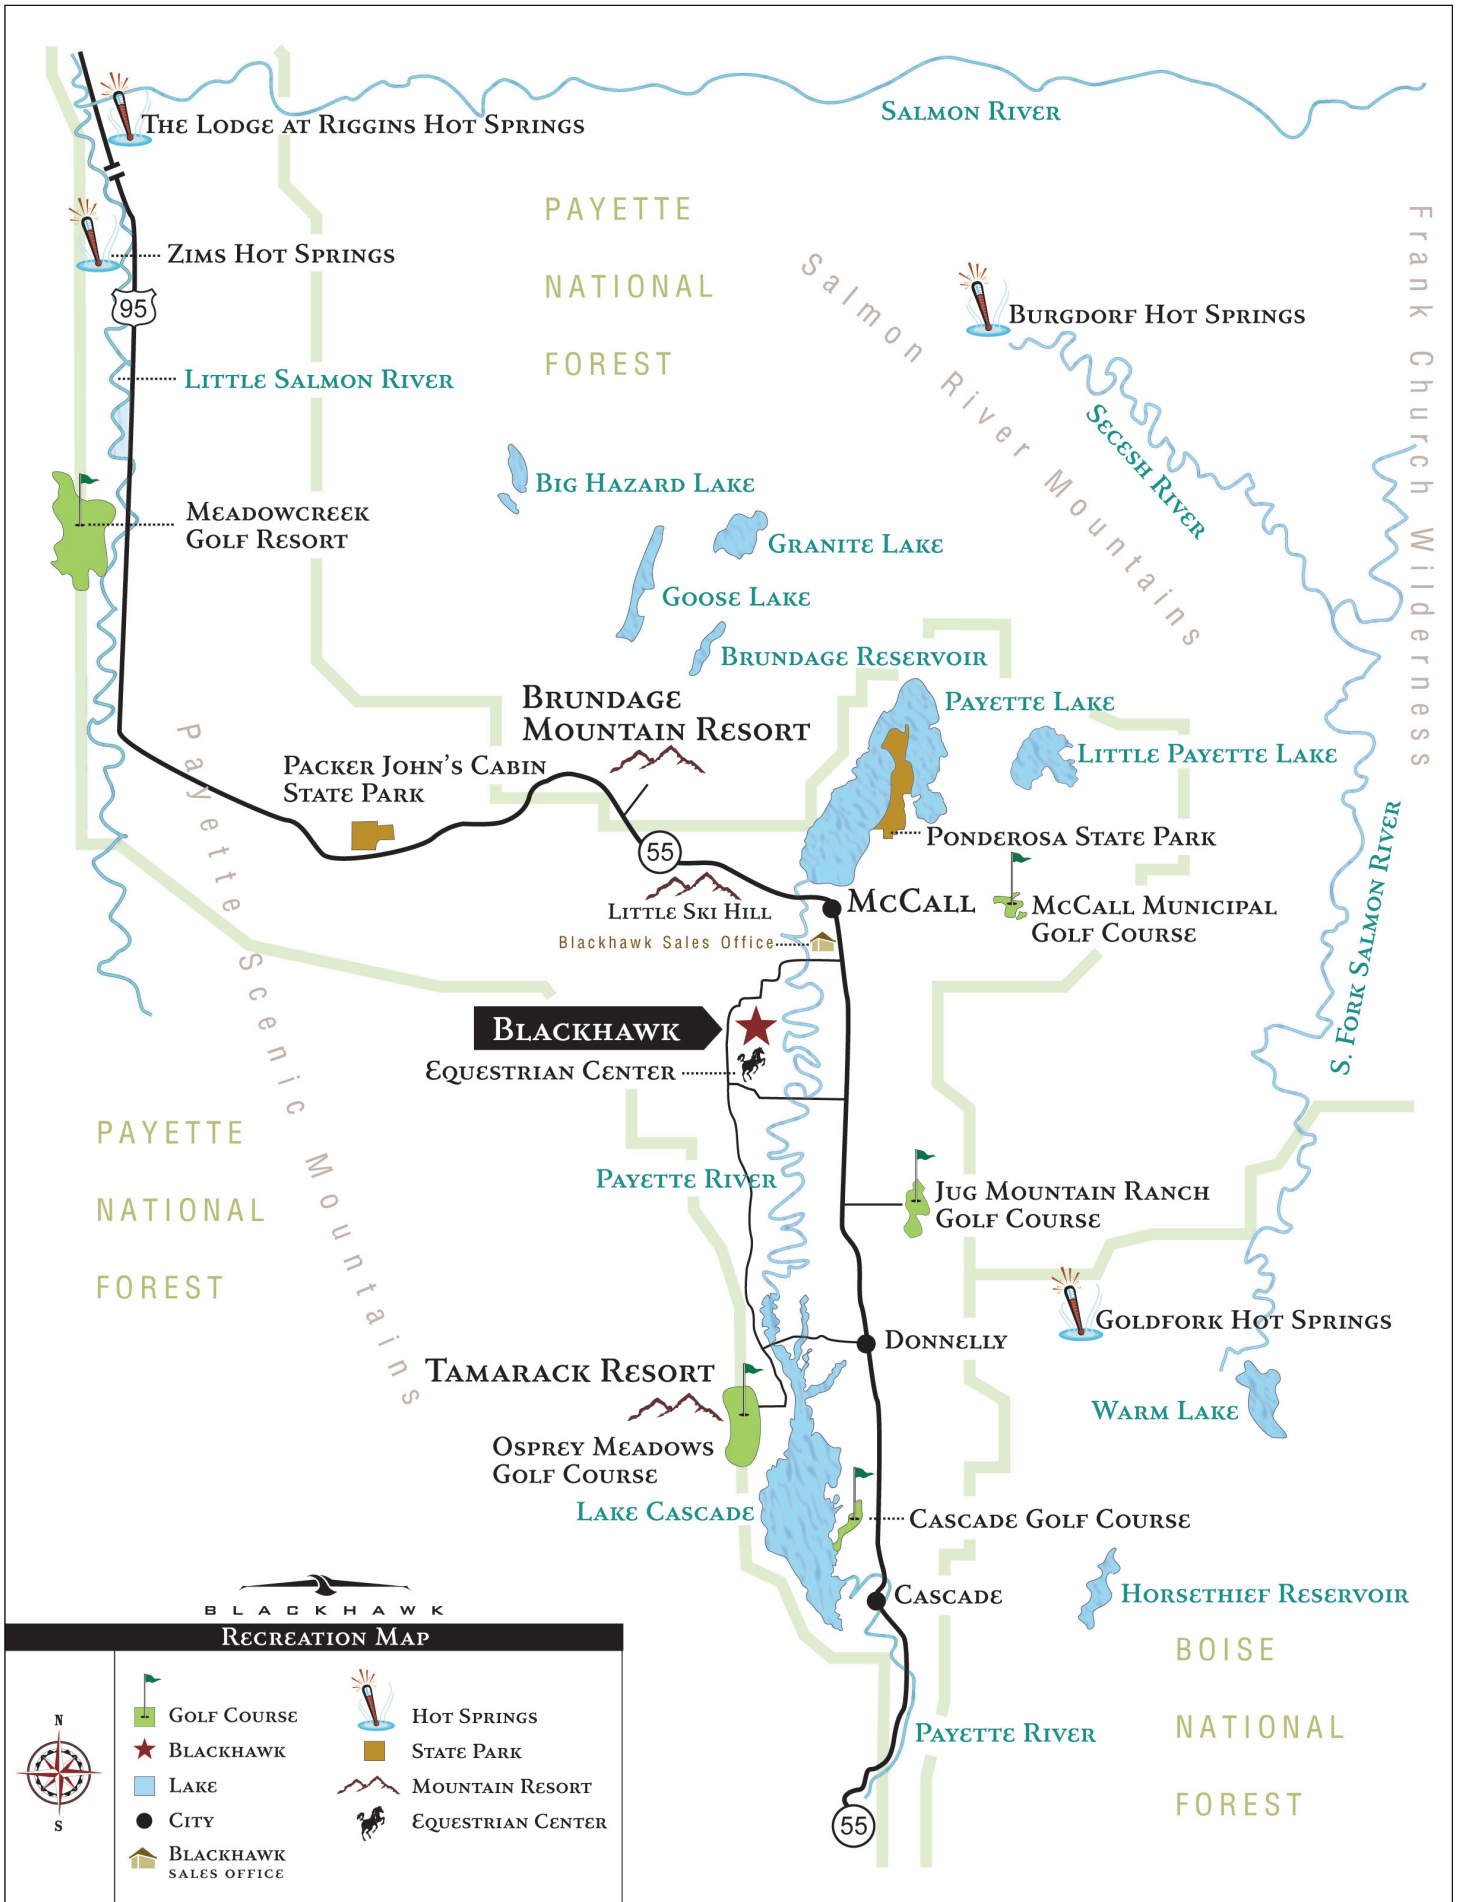 Salmon River
The Lodge at Riggins Hot Springs
PAYETTE
NATIONAL
FOREST
Frank Church Wilderness
Zims Hot Springs
Salmon River Mountains
95
Burgdorf Hot Springs
Little Salmon River
Secesh River
Big Hazard Lake
Meadowcreek
Golf Resort
Granite Lake
Goose Lake
Brundage Reservoir
Brundage
Mountain Resort
Payette Lake
Little Payette Lake
Payette Scenic Mountains
Packer John's Cabin
State Park
Ponderosa State Park
S. Fork Salmon River
55
Little Ski Hill
McCall
McCall Municipal
Golf Course
Blackhawk Sales Office
Blackhawk
Equestrian Center
PAYETTE
NATIONAL
FOREST
Payette River
Jug Mountain Ranch
Golf Course
Goldfork Hot Springs
Donnelly
Tamarack Resort
Warm Lake
Osprey Meadows
Golf Course
Lake Cascade
Cascade Golf Course
Cascade
Horsethief Reservoir
BOISE
NATIONAL
FOREST
Payette River
55
BLACKHAWK
Recreation Map
N
S
Golf Course
Blackhawk
Lake
City
Blackhawk
Sales Office
Hot Springs
State Park
Mountain Resort
Equestrian Center